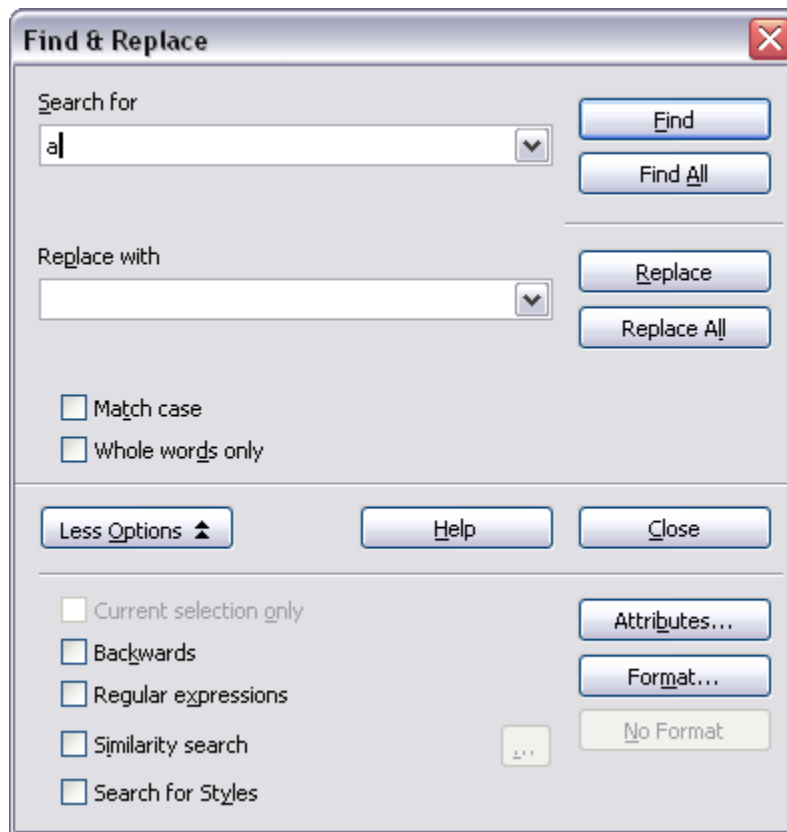 Find & Replace
Search for
Find
a
Find All
Replace with
Replace
Replace All
Match case
Whole words only
Less Options
Help
Close
Current selection only
Attributes...
Backwards
Format...
Regular expressions
No Format
Similarity search
...
Search for Styles